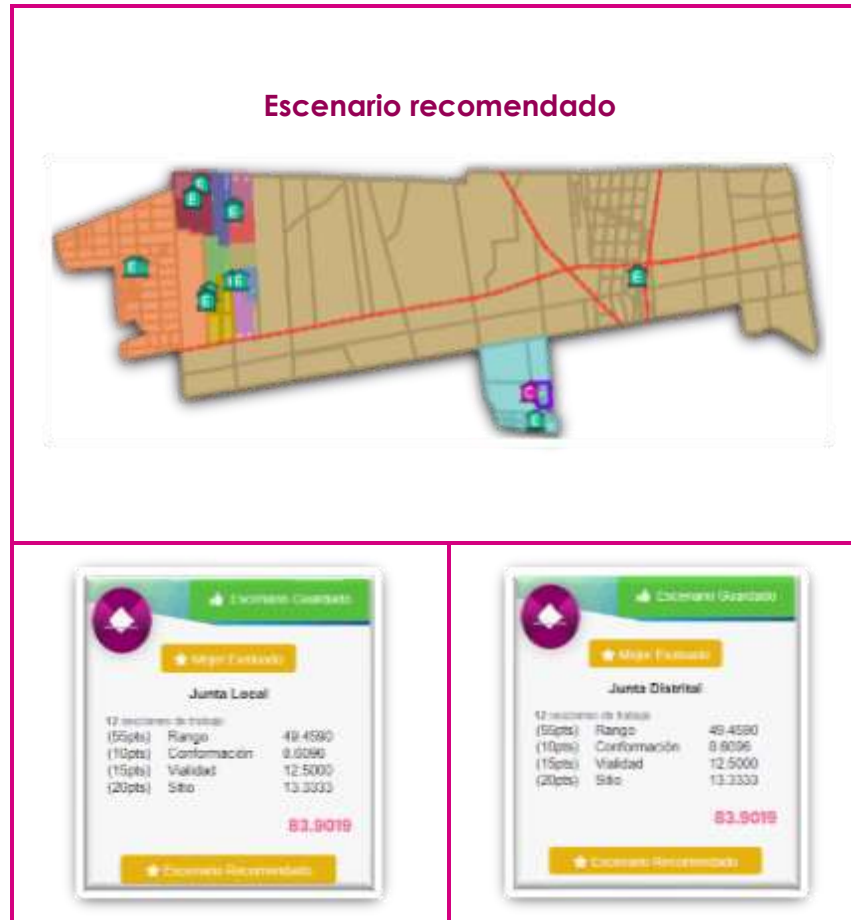 Escenario recomendado
E
E
E
E
E
1E
E
C
E
Escenario Guardado
Mejor Evaluado
Junta Local
12 secciones de trabajo
(55pts) Rango 49.4590
(10pts) Conformación 8.6096
(15pts) Vialidad 12.5000
(20pts) Sitio 13.3333
83.9019
Escenario Recomendado
Escenario Guardado
Mejor Evaluado
Junta Distrital
12 secciones de trabajo
(55pts) Rango 49.4590
(10pts) Conformación 8.6096
(15pts) Vialidad 12.5000
(20pts) Sitio 13.3333
83.9019
Escenario Recomendado